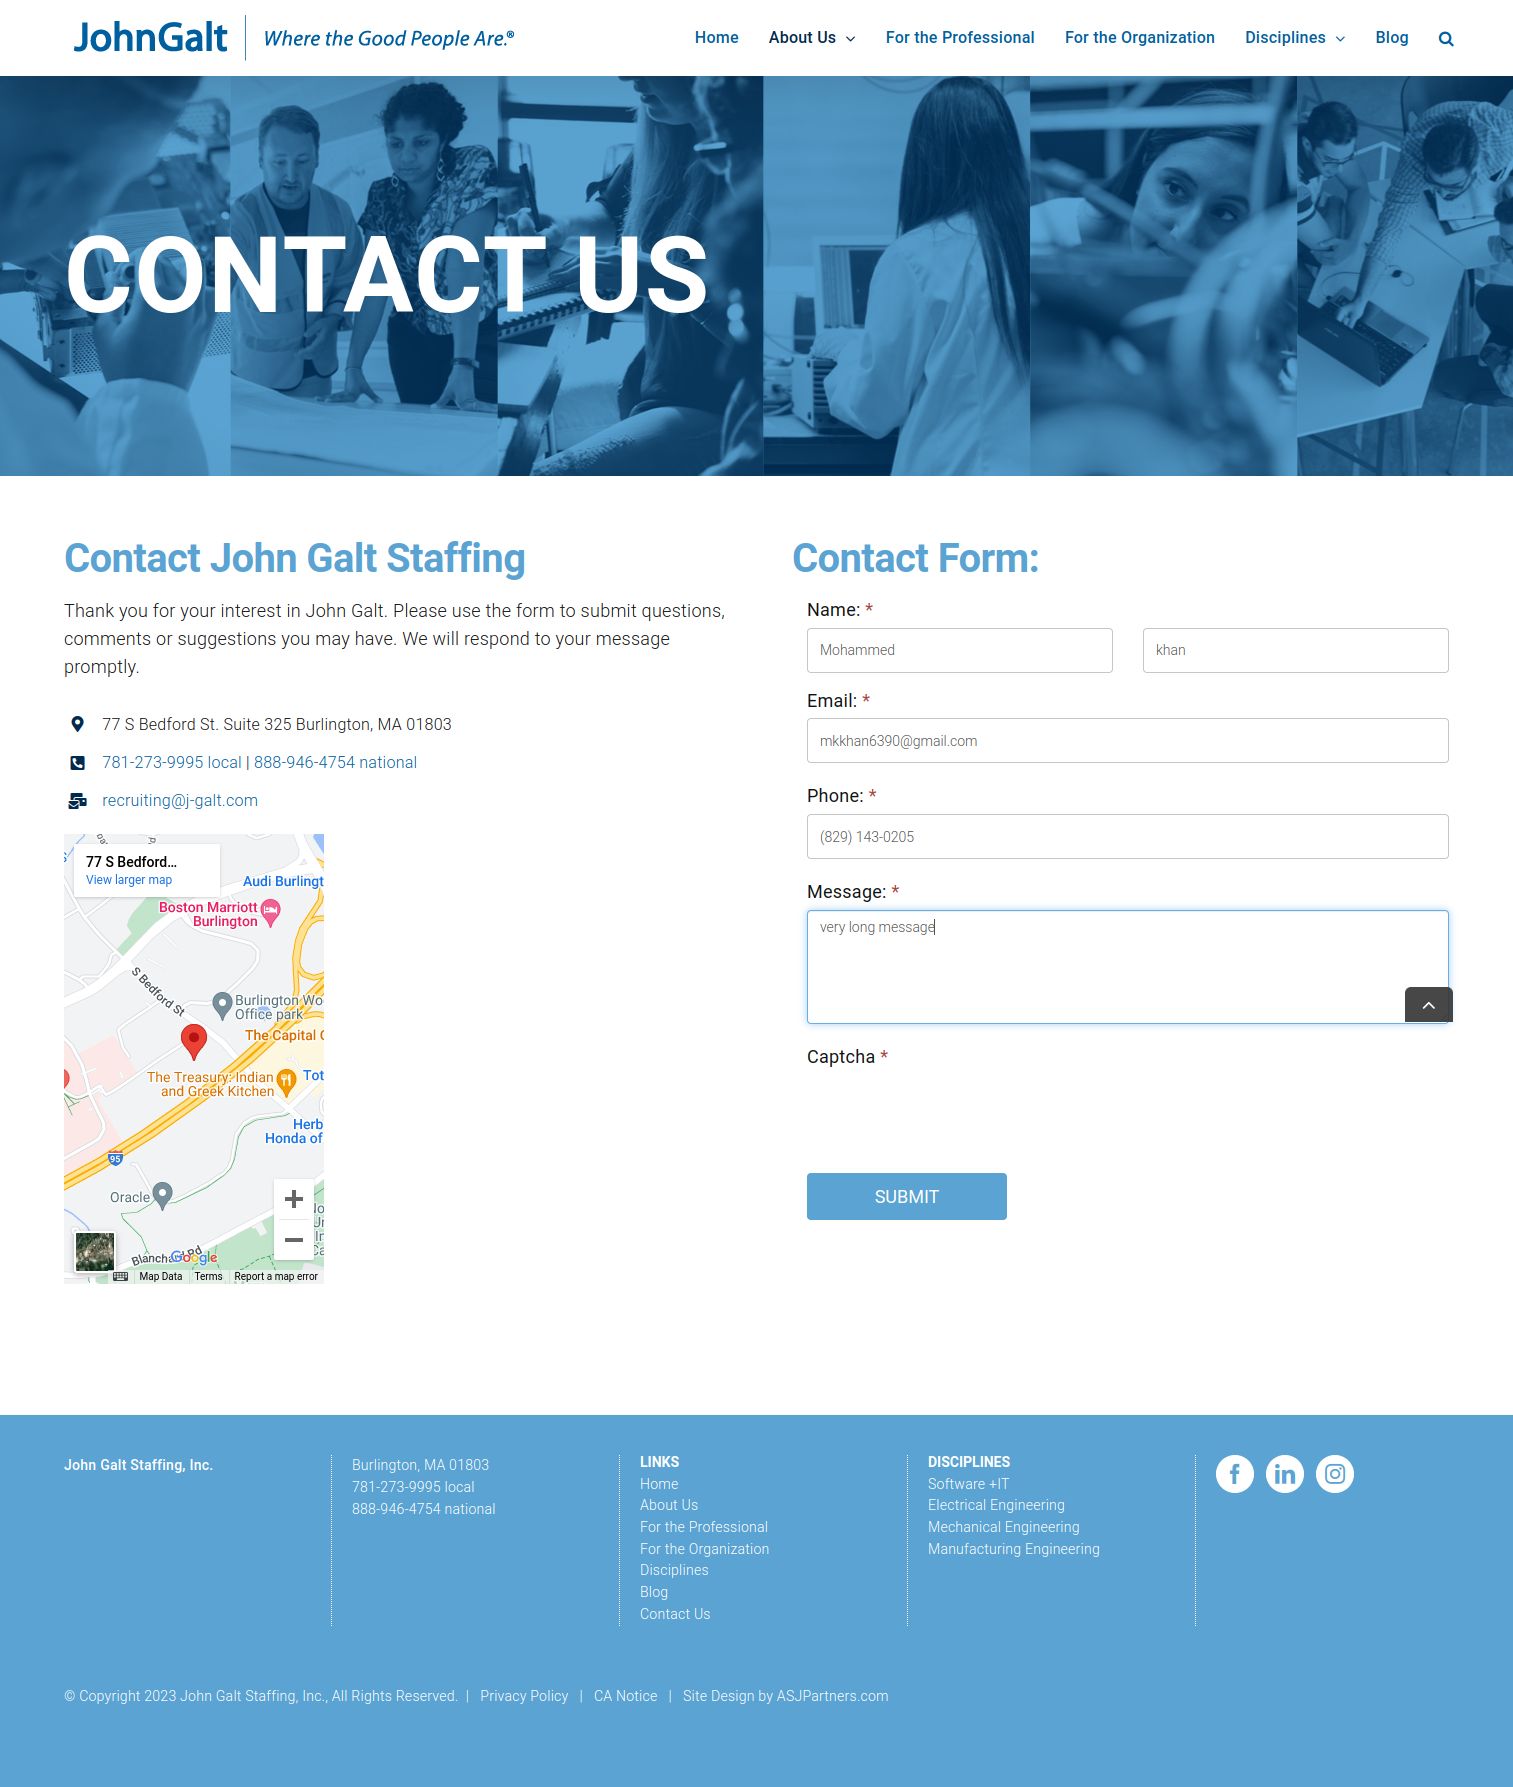 JohnGalt
Where the Good People Are.®
Home
About Us
For the Professional
For the Organization
Disciplines
Blog
CONTACT US
Contact John Galt Staffing
Thank you for your interest in John Galt. Please use the form to submit questions,
comments or suggestions you may have. We will respond to your message
promptly.
77 S Bedford St. Suite 325 Burlington, MA 01803
781-273-9995 local | 888-946-4754 national
recruiting@j-galt.com
77 S Bedford...
View larger map
Audi Burlingt
Boston Marriott
Burlington
S Bedford St
Burlington Wo
Office park
The Capital
The Treasury: Indian
and Greek Kitchen
Tot
Herb
Honda of
95
Oracle
Google
Map Data
Terms
Report a map error
Contact Form:
Name: *
Mohammed
khan
Email: *
mkkhan6390@gmail.com
Phone: *
(829) 143-0205
Message: *
very long message
Captcha *
SUBMIT
John Galt Staffing, Inc.
Burlington, MA 01803
781-273-9995 local
888-946-4754 national
LINKS
Home
About Us
For the Professional
For the Organization
Disciplines
Blog
Contact Us
DISCIPLINES
Software +IT
Electrical Engineering
Mechanical Engineering
Manufacturing Engineering
© Copyright 2023 John Galt Staffing, Inc., All Rights Reserved. | Privacy Policy | CA Notice | Site Design by ASJPartners.com